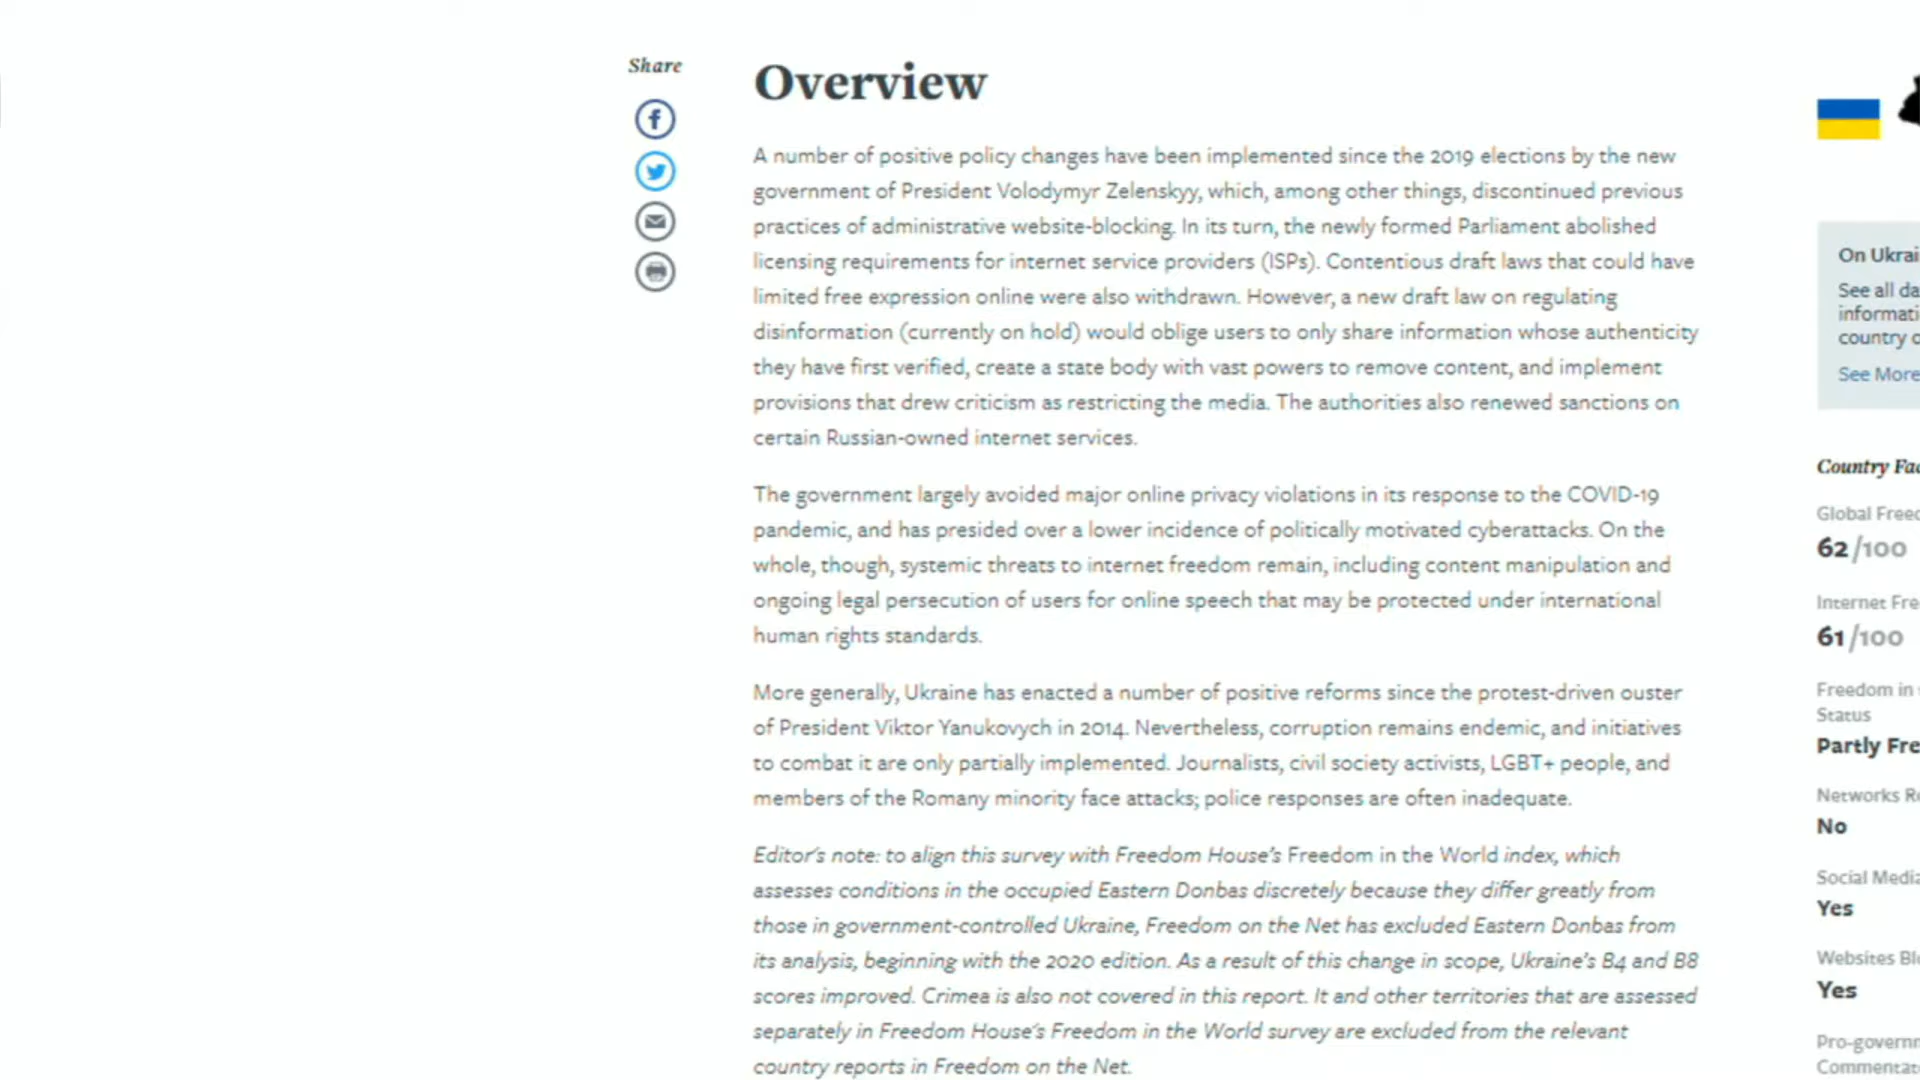 Share
Overview
A number of positive policy changes have been implemented since the 2019 elections by the new
government of President Volodymyr Zelenskyy, which, among other things, discontinued previous
practices of administrative website-blocking. In its turn, the newly formed Parliament abolished
licensing requirements for internet service providers (ISPs). Contentious draft laws that could have
limited free expression online were also withdrawn. However, a new draft law on regulating
disinformation (currently on hold) would oblige users to only share information whose authenticity
they have first verified, create a state body with vast powers to remove content, and implement
provisions that drew criticism as restricting the media. The authorities also renewed sanctions on
certain Russian-owned internet services.
The government largely avoided major online privacy violations in its response to the COVID-19
pandemic, and has presided over a lower incidence of politically motivated cyberattacks. On the
whole, though, systemic threats to internet freedom remain, including content manipulation and
ongoing legal persecution of users for online speech that may be protected under international
human rights standards.
More generally, Ukraine has enacted a number of positive reforms since the protest-driven ouster
of President Viktor Yanukovych in 2014. Nevertheless, corruption remains endemic, and initiatives
to combat it are only partially implemented. Journalists, civil society activists, LGBT+ people, and
members of the Romany minority face attacks; police responses are often inadequate.
Editor's note: to align this survey with Freedom House's Freedom in the World index, which
assesses conditions in the occupied Eastern Donbas discretely because they differ greatly from
those in government-controlled Ukraine, Freedom on the Net has excluded Eastern Donbas from
its analysis, beginning with the 2020 edition. As a result of this change in scope, Ukraine's B4 and B8
scores improved. Crimea is also not covered in this report. It and other territories that are assessed
separately in Freedom House's Freedom in the World survey are excluded from the relevant
country reports in Freedom on the Net.
On Ukrai
See all da
informati
country o
See More
Country Fac
Global Freed
62 /100
Internet Fre
61 /100
Freedom in
Status
Partly Fre
Networks Re
No
Social Media
Yes
Websites Blo
Yes
Pro-governm
Commentat